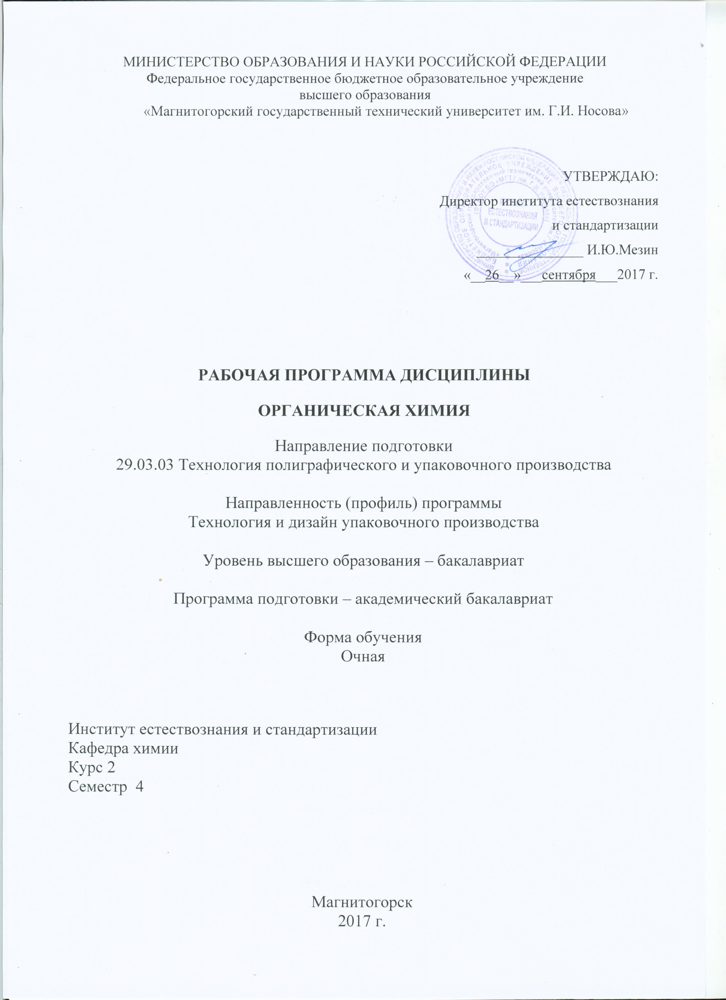 МИНИСТЕРСТВО ОБРАЗОВАНИЯ И НАУКИ РОССИЙСКОЙ ФЕДЕРАЦИИ
Федеральное государственное бюджетное образовательное учреждение
высшего образования
«Магнитогорский государственный технический университет им. Г.И. Носова»
УТВЕРЖДАЮ:
Директор института естествознания
и стандартизации
_______________ И.Ю.Мезин
«__26__»___сентября___2017 г.
ЕСТЕСТВОЗНАНИЯ
И СТАНДАРТИЗАЦИИ
РАБОЧАЯ ПРОГРАММА ДИСЦИПЛИНЫ
ОРГАНИЧЕСКАЯ ХИМИЯ
Направление подготовки
29.03.03 Технология полиграфического и упаковочного производства
Направленность (профиль) программы
Технология и дизайн упаковочного производства
Уровень высшего образования – бакалавриат
Программа подготовки – академический бакалавриат
Форма обучения
Очная
Институт естествознания и стандартизации
Кафедра химии
Курс 2
Семестр 4
Магнитогорск
2017 г.